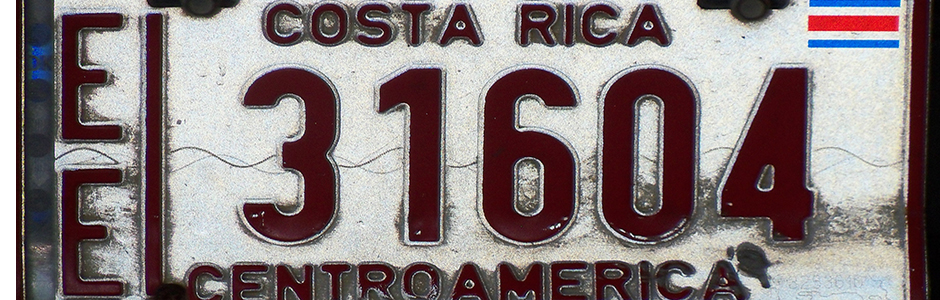 COSTA RICA
EE
31604
CENTROAMERICA